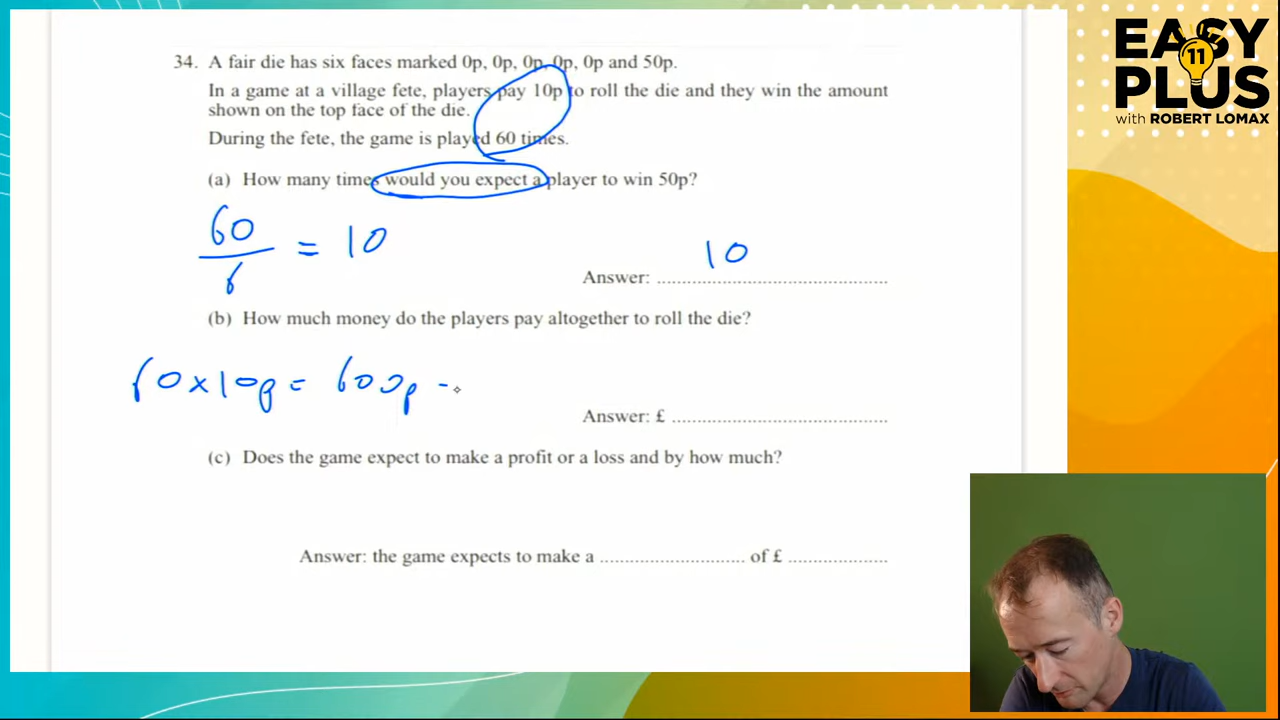 EASY
11
PLUS
with ROBERT LOMAX
34. A fair die has six faces marked 0p, 0p, 0p, 0p, 0p and 50p.
In a game at a village fete, players pay 10p to roll the die and they win the amount
shown on the top face of the die.
During the fete, the game is played 60 times.
(a) How many times would you expect a player to win 50p?
60
6
= 10
10
Answer: ..........
(b) How much money do the players pay altogether to roll the die?
60 x 10p = 600p -
Answer: £ ..........
(c) Does the game expect to make a profit or a loss and by how much?
Answer: the game expects to make a .......... of £ ..........